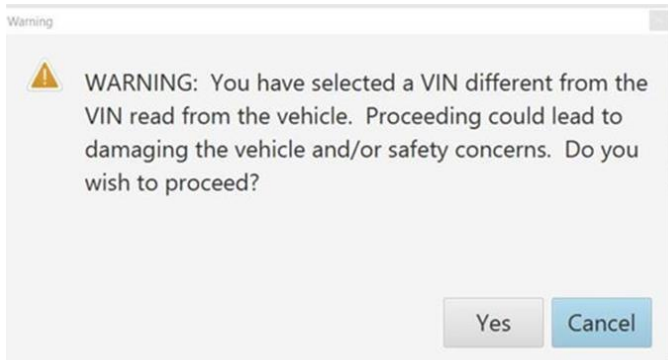 Warning
WARNING: You have selected a VIN different from the
VIN read from the vehicle. Proceeding could lead to
damaging the vehicle and/or safety concerns. Do you
wish to proceed?
Yes
Cancel